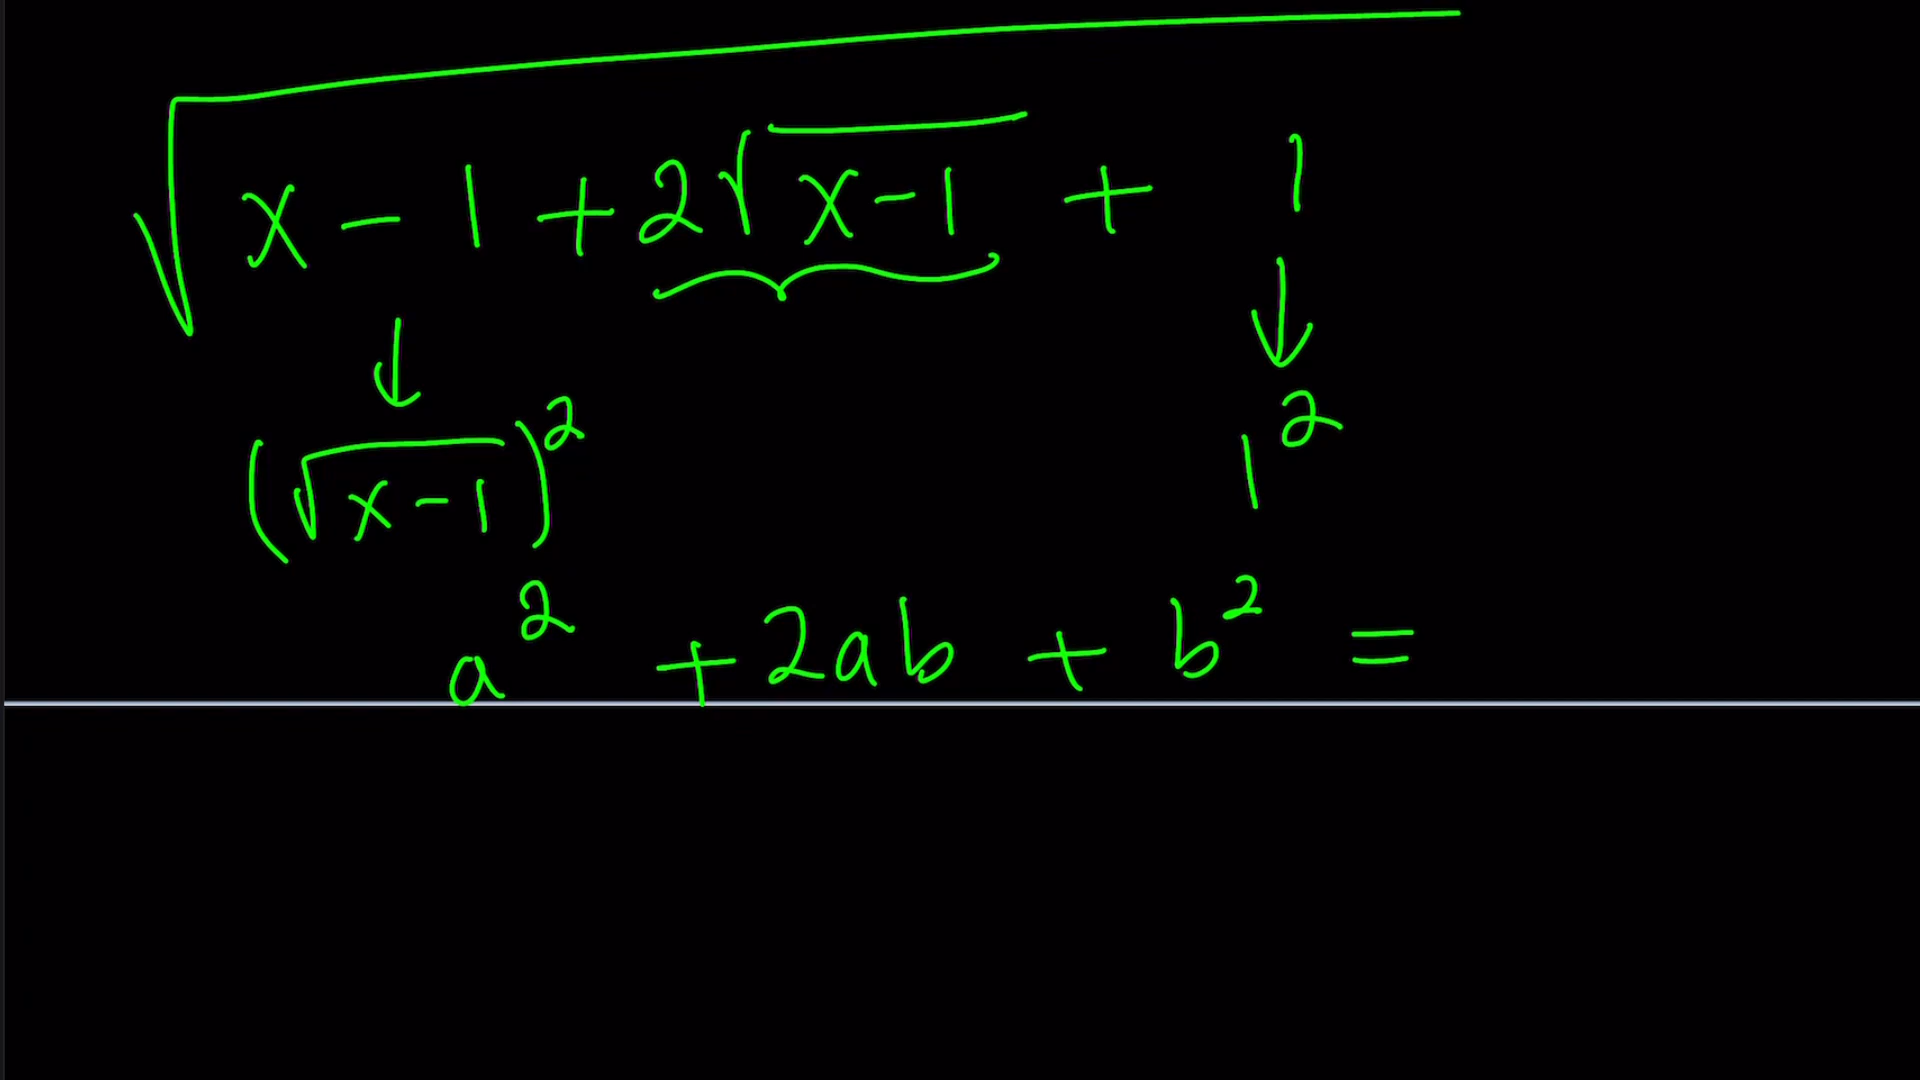 √(x - 1 + 2√(x - 1) + 1)
(√(x - 1))² 1²
a² + 2ab + b² =